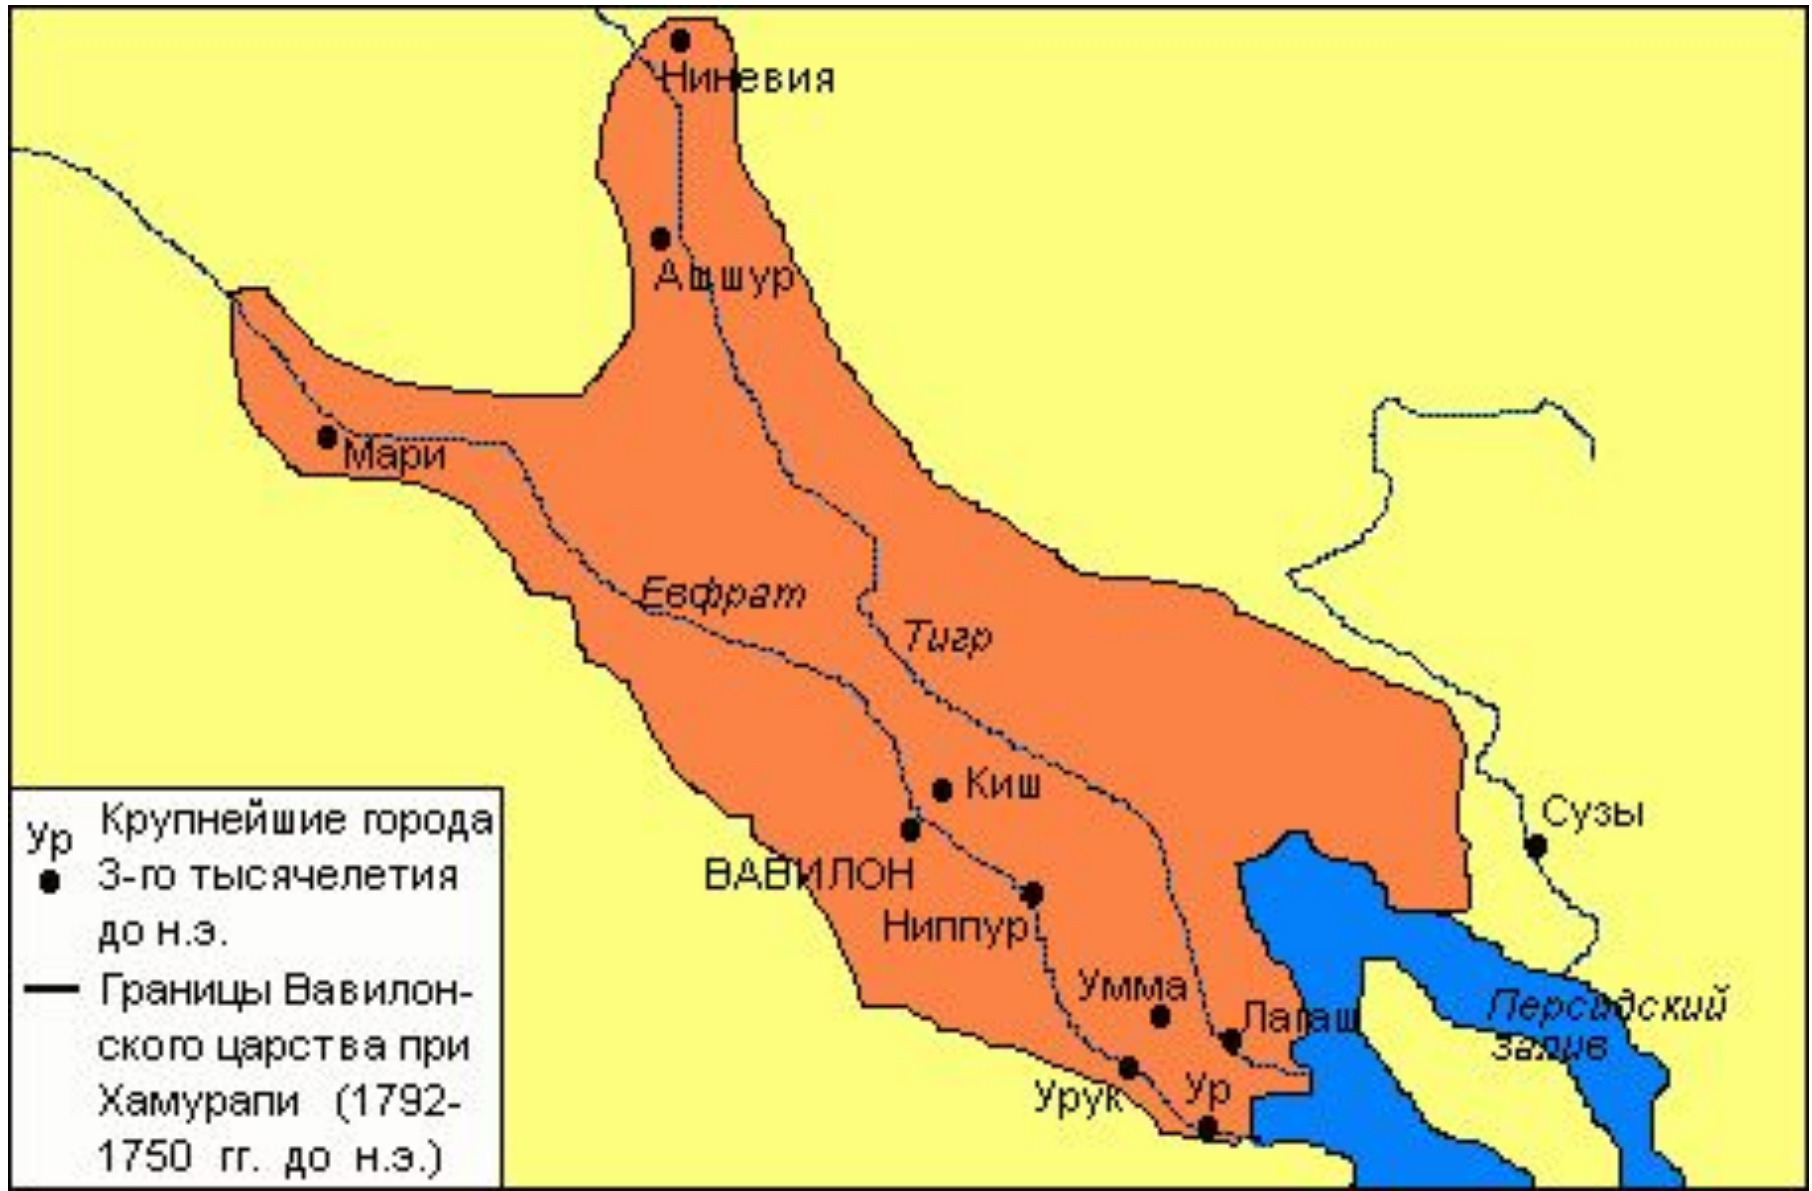 Ниневия
Ашшур
Мари
Евфрат
Тигр
Киш
Сузы
ВАВИЛОН
Ниппур
Умма
Лагаш
Персидский
залив
Урук
Ур
Ур
Крупнейшие города
3-го тысячелетия
до н.э.
Границы Вавилон-
ского царства при
Хамурапи (1792-
1750 гг. до н.э.)